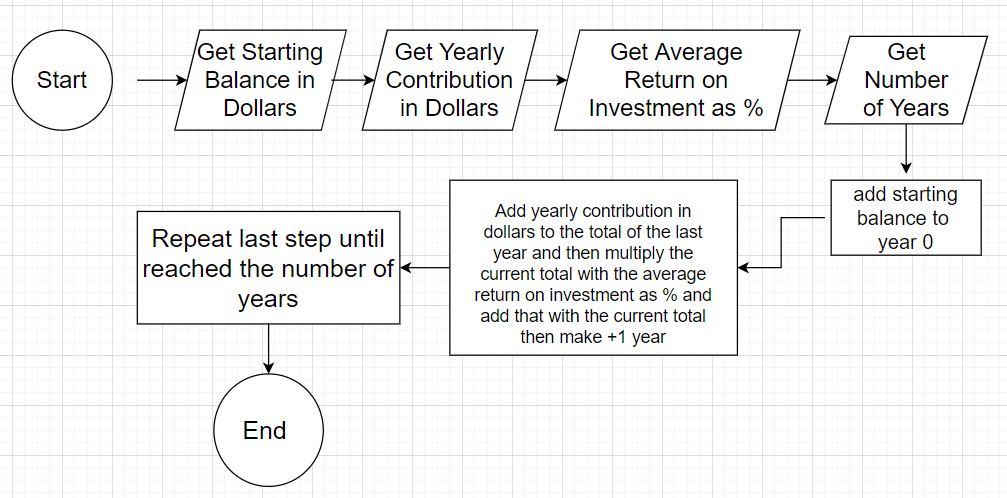 Start
Get Starting
Balance in
Dollars
Get Yearly
Contribution
in Dollars
Get Average
Return on
Investment as %
Get
Number
of Years
add starting
balance to
year 0
Add yearly contribution in
dollars to the total of the last
year and then multiply the
current total with the average
return on investment as % and
add that with the current total
then make +1 year
Repeat last step until
reached the number of
years
End